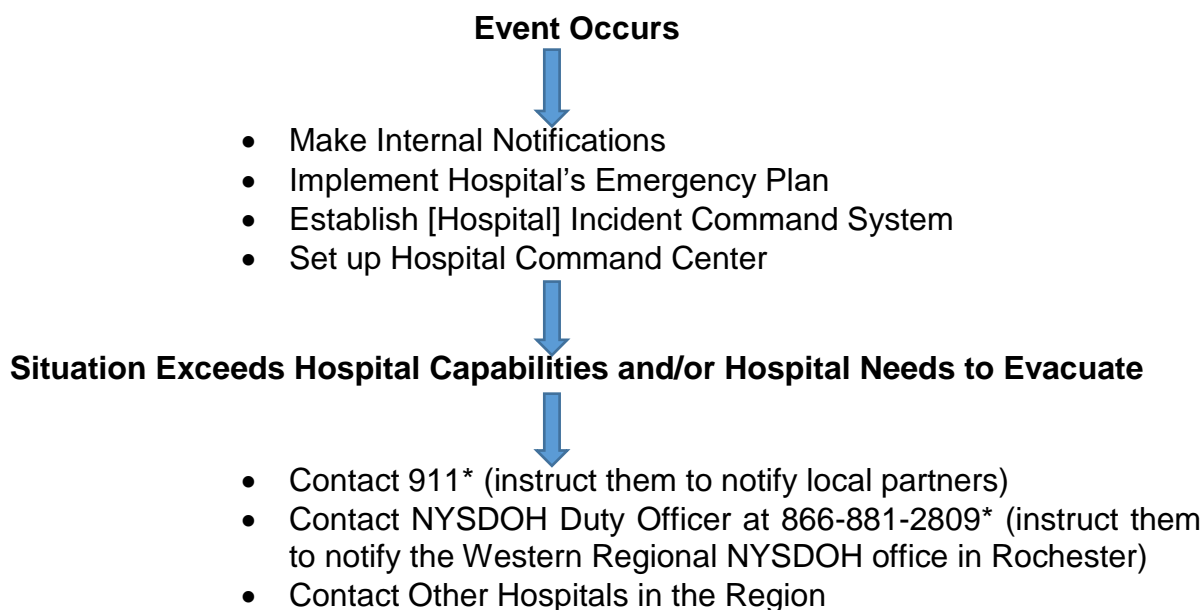 Event Occurs
• Make Internal Notifications
• Implement Hospital's Emergency Plan
• Establish [Hospital] Incident Command System
• Set up Hospital Command Center
Situation Exceeds Hospital Capabilities and/or Hospital Needs to Evacuate
• Contact 911* (instruct them to notify local partners)
• Contact NYSDOH Duty Officer at 866-881-2809* (instruct them
to notify the Western Regional NYSDOH office in Rochester)
• Contact Other Hospitals in the Region